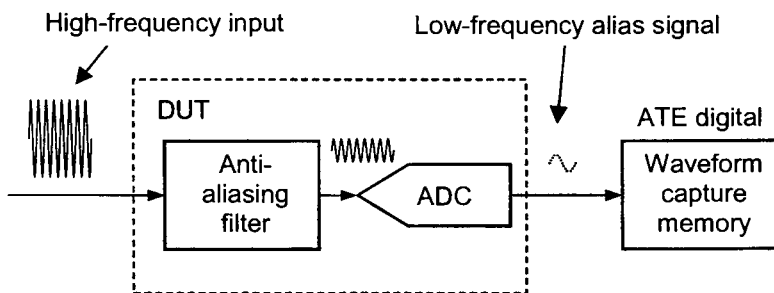 High-frequency input
Low-frequency alias signal
DUT
ATE digital
Anti-
aliasing
filter
ADC
Waveform
capture
memory